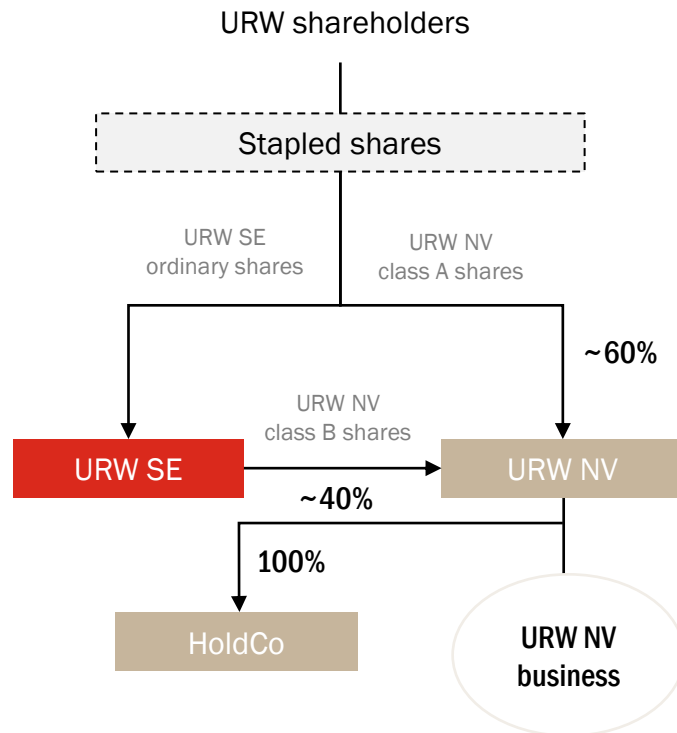 URW shareholders
Stapled shares
URW SE
ordinary shares
URW NV
class A shares
~60%
URW NV
class B shares
URW SE
URW NV
~40%
100%
HoldCo
URW NV
business